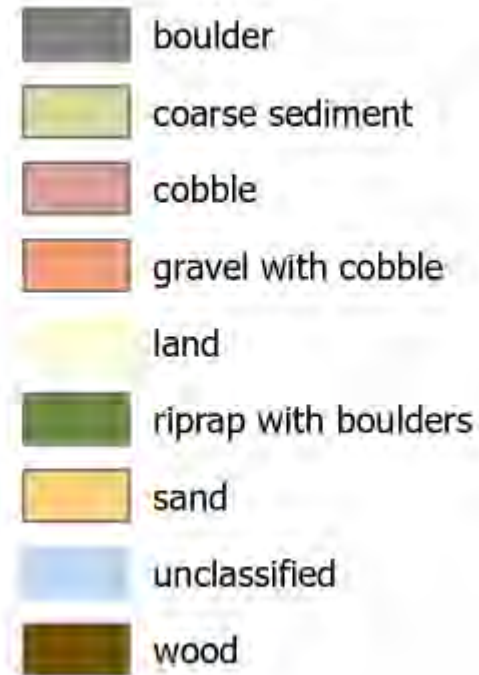 boulder
coarse sediment
cobble
gravel with cobble
land
riprap with boulders
sand
unclassified
wood